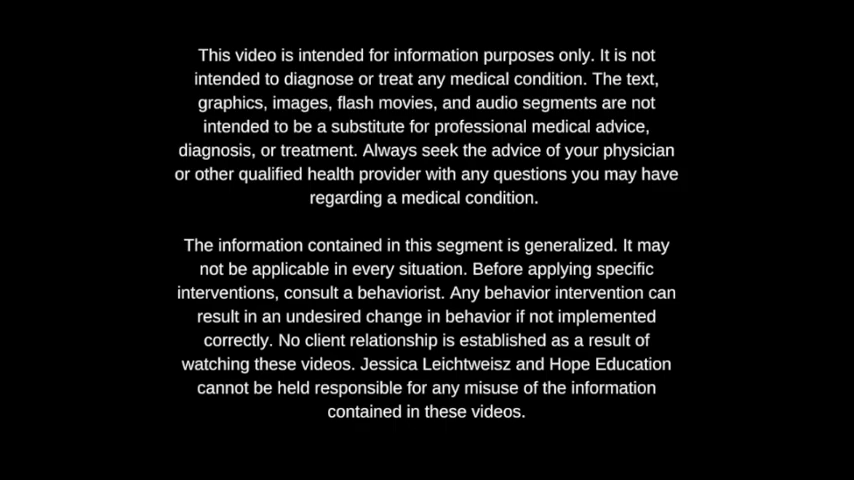 This video is intended for information purposes only. It is not
intended to diagnose or treat any medical condition. The text,
graphics, images, flash movies, and audio segments are not
intended to be a substitute for professional medical advice,
diagnosis, or treatment. Always seek the advice of your physician
or other qualified health provider with any questions you may have
regarding a medical condition.
The information contained in this segment is generalized. It may
not be applicable in every situation. Before applying specific
interventions, consult a behaviorist. Any behavior intervention can
result in an undesired change in behavior if not implemented
correctly. No client relationship is established as a result of
watching these videos. Jessica Leichtweisz and Hope Education
cannot be held responsible for any misuse of the information
contained in these videos.